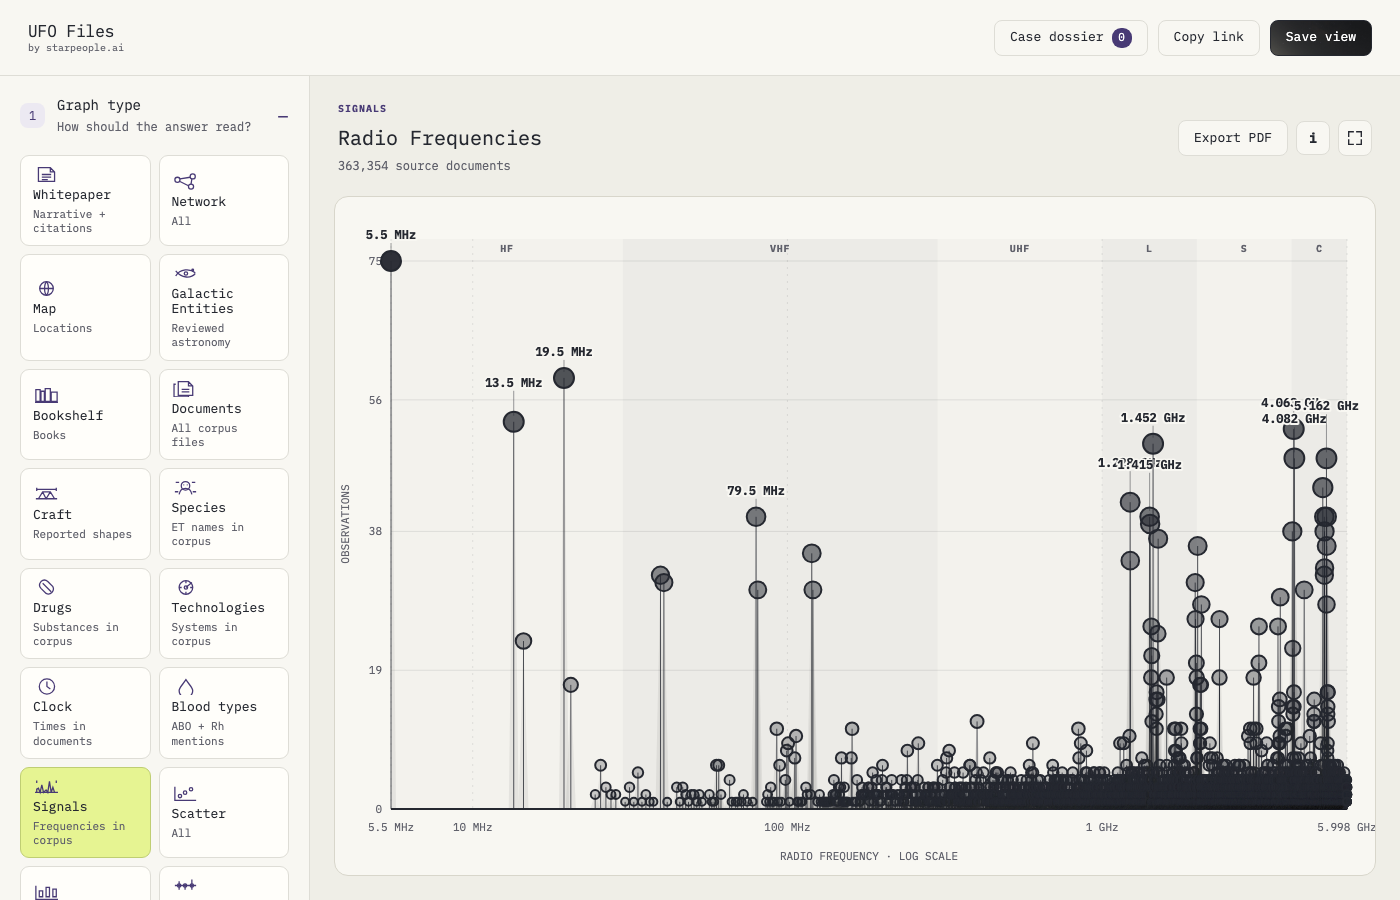 UFO Files
by starpeople.ai
Case dossier 0
Copy link
Save view
1
Graph type
How should the answer read?
Whitepaper
Narrative +
citations
Network
All
Map
Locations
Galactic
Entities
Reviewed
astronomy
Bookshelf
Books
Documents
All corpus
files
Craft
Reported shapes
Species
ET names in
corpus
Drugs
Substances in
corpus
Technologies
Systems in
corpus
Clock
Times in
documents
Blood types
ABO + Rh
mentions
Signals
Frequencies in
corpus
Scatter
All
SIGNALS
Radio Frequencies
363,354 source documents
Export PDF
i
HF
VHF
UHF
L
S
C
5.5 MHz
19.5 MHz
13.5 MHz
79.5 MHz
1.452 GHz
1.415 GHz
5.162 GHz
4.082 GHz
75
56
38
19
0
OBSERVATIONS
5.5 MHz
10 MHz
100 MHz
1 GHz
5.998 GHz
RADIO FREQUENCY · LOG SCALE